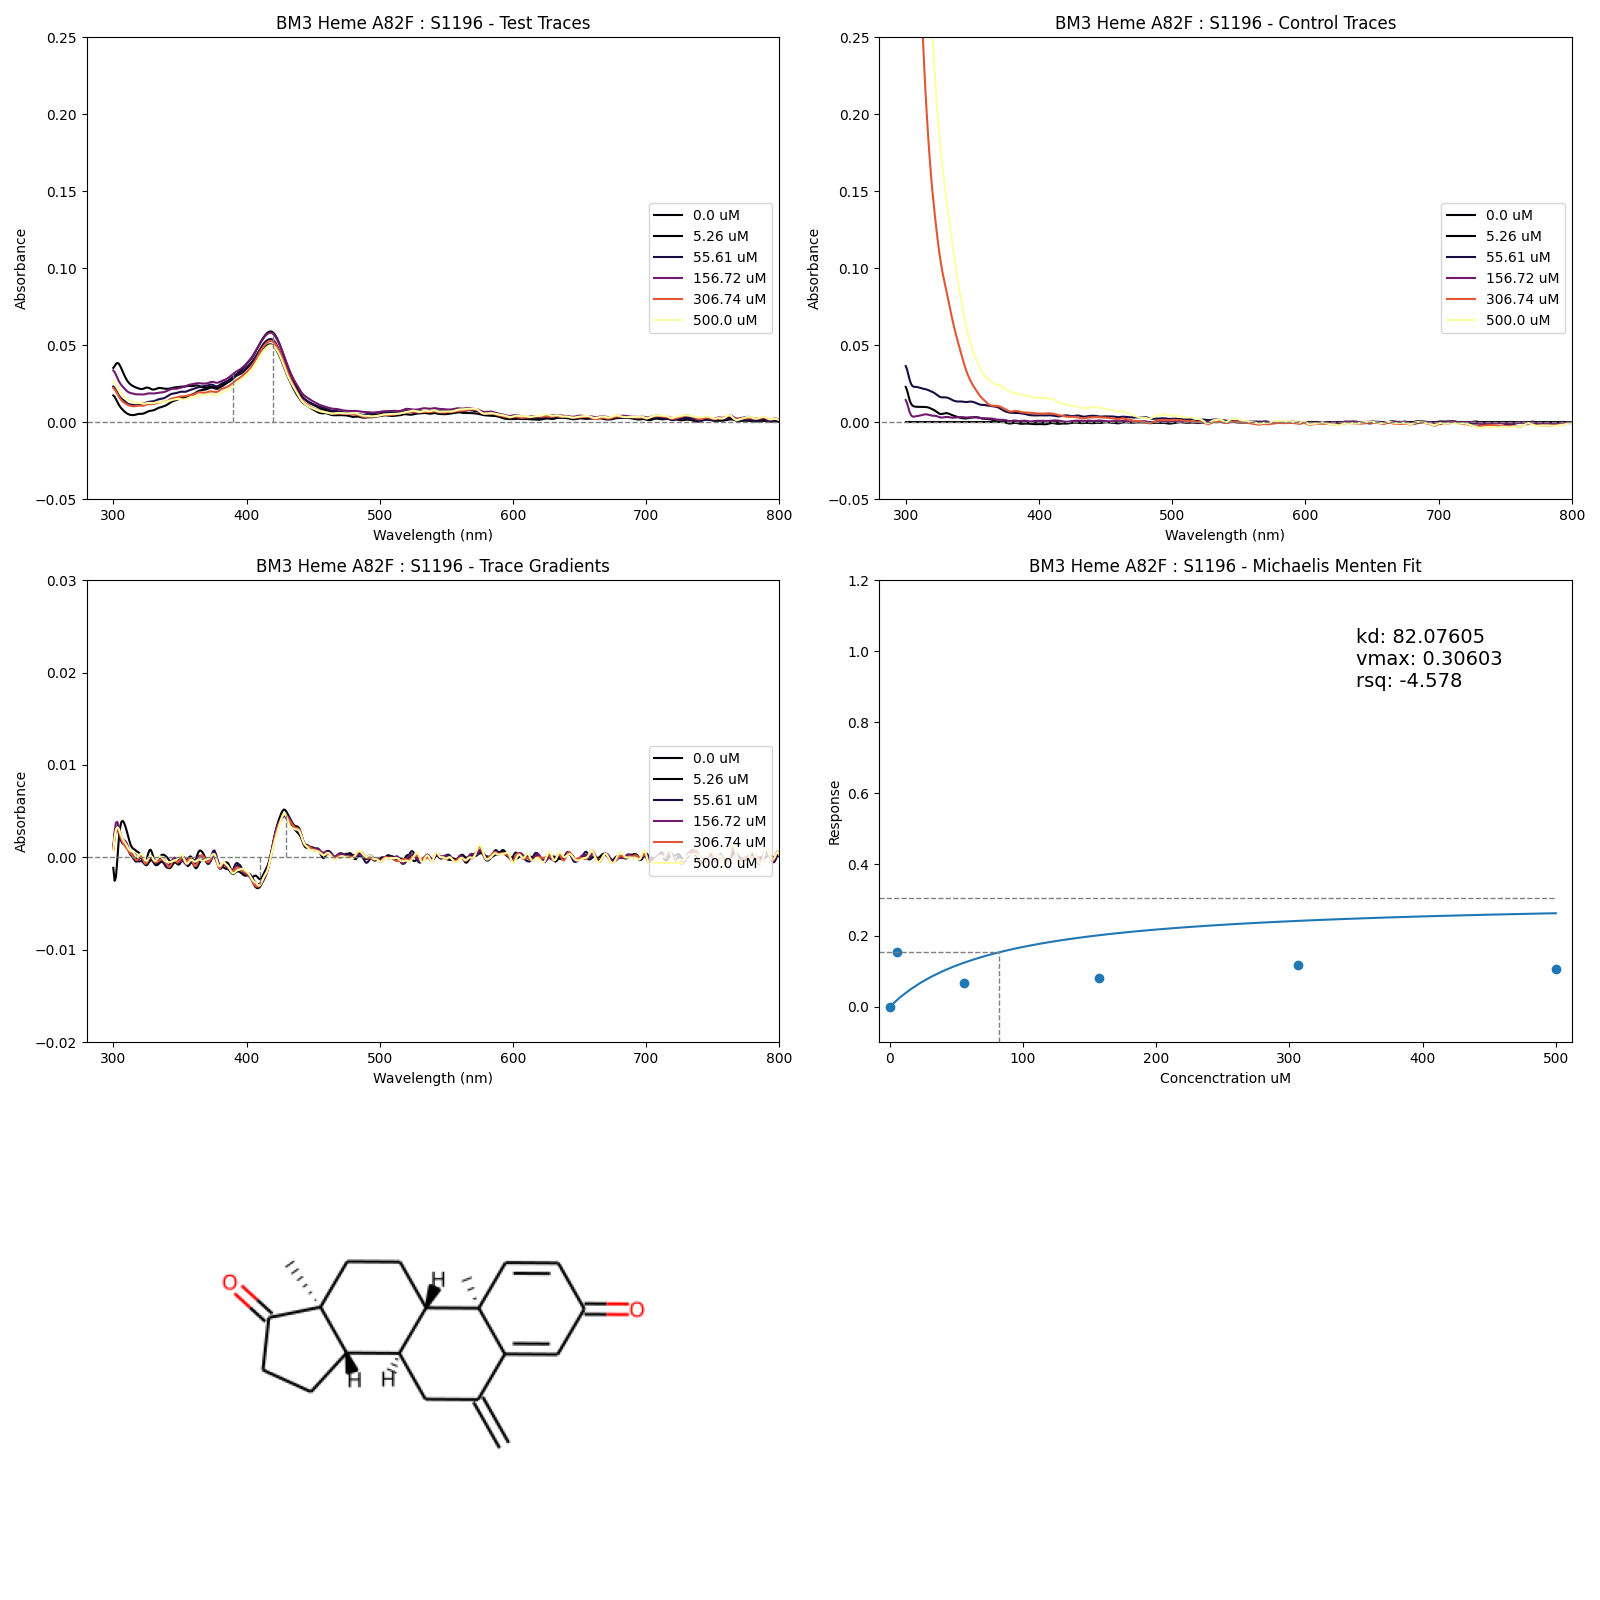 BM3 Heme A82F : S1196 - Test Traces
0.25
0.20
0.15
0.10
0.05
0.00
−0.05
Absorbance
300 400 500 600 700 800
Wavelength (nm)
0.0 uM
5.26 uM
55.61 uM
156.72 uM
306.74 uM
500.0 uM
BM3 Heme A82F : S1196 - Control Traces
0.25
0.20
0.15
0.10
0.05
0.00
−0.05
Absorbance
300 400 500 600 700 800
Wavelength (nm)
0.0 uM
5.26 uM
55.61 uM
156.72 uM
306.74 uM
500.0 uM
BM3 Heme A82F : S1196 - Trace Gradients
0.03
0.02
0.01
0.00
−0.01
−0.02
Absorbance
300 400 500 600 700 800
Wavelength (nm)
0.0 uM
5.26 uM
55.61 uM
156.72 uM
306.74 uM
500.0 uM
BM3 Heme A82F : S1196 - Michaelis Menten Fit
1.2
1.0
0.8
0.6
0.4
0.2
0.0
Response
kd: 82.07605
vmax: 0.30603
rsq: -4.578
0 100 200 300 400 500
Concenctration uM
O
H
O
H
H